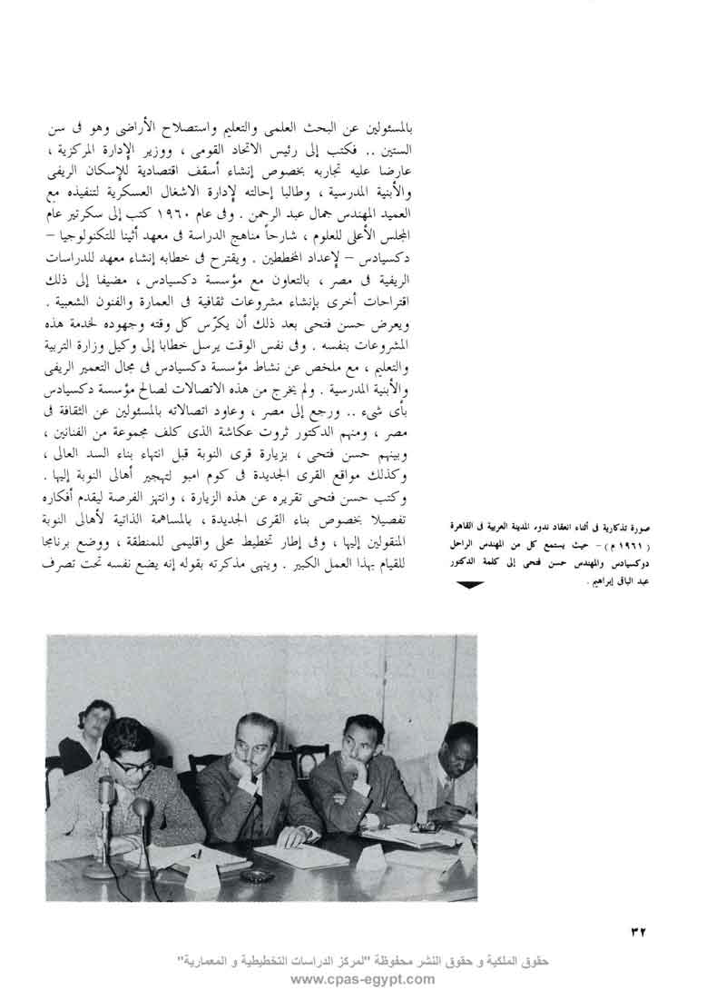 بالمسئولين عن البحث العلمى والتعليم واستصلاح الأراضى وهو فى سن
الستين .. فكتب إلى رئيس الاتحاد القومى ، ووزير الإدارة المركزية ،
عارضا عليه تجاربه بخصوص إنشاء أسقف اقتصادية للإسكان الريفى
والأبنية المدرسية ، وطالبا إحالته لإدارة الاشغال العسكرية لتنفيذه مع
العميد المهندس جمال عبد الرحمن . وفى عام ١٩٦٠ كتب إلى سكرتير عام
المجلس الأعلى للعلوم ، شارحاً مناهج الدراسة فى معهد أثينا للتكنولوجيا –
دكسيادس – لإعداد المخططين . ويقترح فى خطابه إنشاء معهد للدراسات
الريفية فى مصر ، بالتعاون مع مؤسسة دكسيادس ، مضيفا إلى ذلك
اقتراحات أخرى بإنشاء مشروعات ثقافية فى العمارة والفنون الشعبية .
ويعرض حسن فتحى بعد ذلك أن يكرّس كل وقته وجهوده لخدمة هذه
المشروعات بنفسه . وفى نفس الوقت يرسل خطابا إلى وكيل وزارة التربية
والتعليم ، مع ملخص عن نشاط مؤسسة دكسيادس فى مجال التعمير الريفى
والأبنية المدرسية . ولم يخرج من هذه الاتصالات لصالح مؤسسة دكسيادس
بأى شىء .. ورجع إلى مصر ، وعاود اتصالاته بالمسئولين عن الثقافة فى
مصر ، ومنهم الدكتور ثروت عكاشة الذى كلف مجموعة من الفنانين ،
وبينهم حسن فتحى ، بزيارة قرى النوبة قبل انتهاء بناء السد العالى ،
وكذلك مواقع القرى الجديدة فى كوم امبو لتهجير أهالى النوبة إليها .
وكتب حسن فتحى تقريره عن هذه الزيارة ، وانتهز الفرصة ليقدم أفكاره
تفصيلا بخصوص بناء القرى الجديدة ، بالمساهمة الذاتية لأهالى النوبة
المنقولين إليها ، وفى إطار تخطيط محلى واقليمى للمنطقة ، ووضع برنامجا
للقيام بهذا العمل الكبير . وينهى مذكرته بقوله إنه يضع نفسه تحت تصرف
صورة تذكارية فى أثناء انعقاد ندوة المدينة العربية فى القاهرة
( ١٩٦١ م ) – حيث يستمع كل من المهندس الراحل
دوكسيادس والمهندس حسن فتحى إلى كلمة الدكتور
عبد الباقى إبراهيم .
٣٢
حقوق الملكية و حقوق النشر محفوظة "لمركز الدراسات التخطيطية و المعمارية"
www.cpas-egypt.com